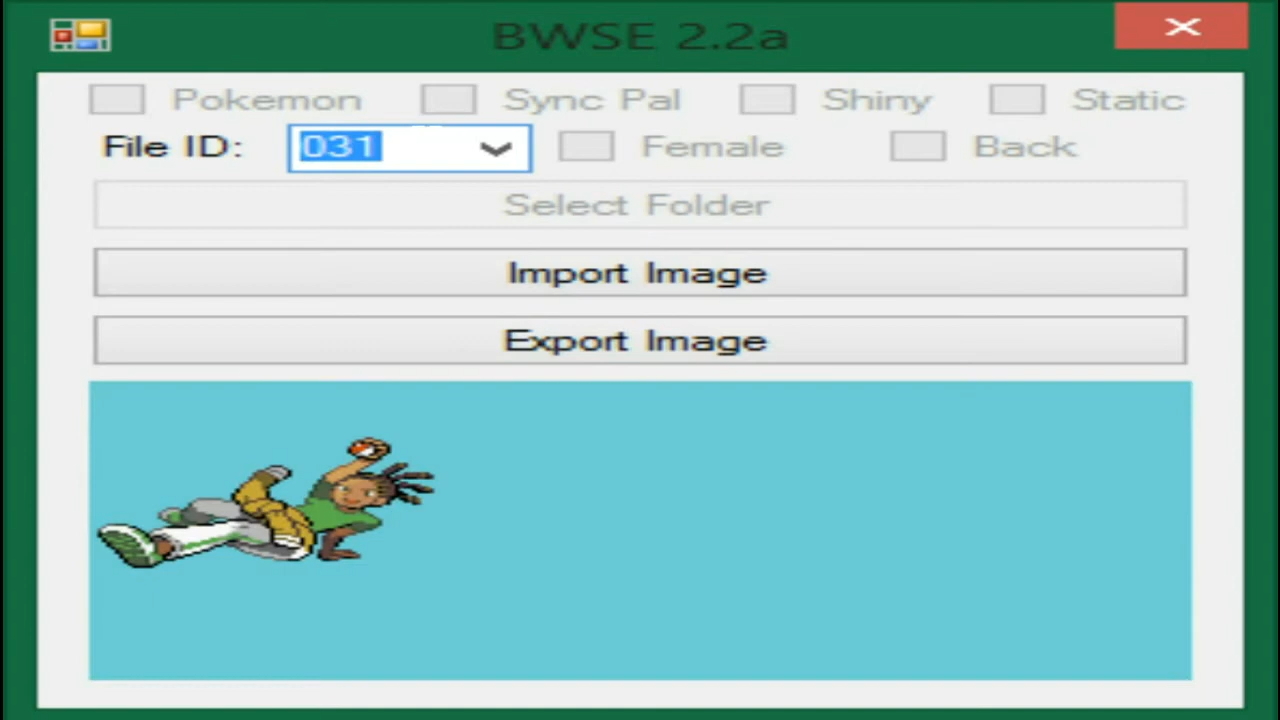 BWSE 2.2a
Pokemon Sync Pal Shiny Static
File ID: 031 Female Back
Select Folder
Import Image
Export Image